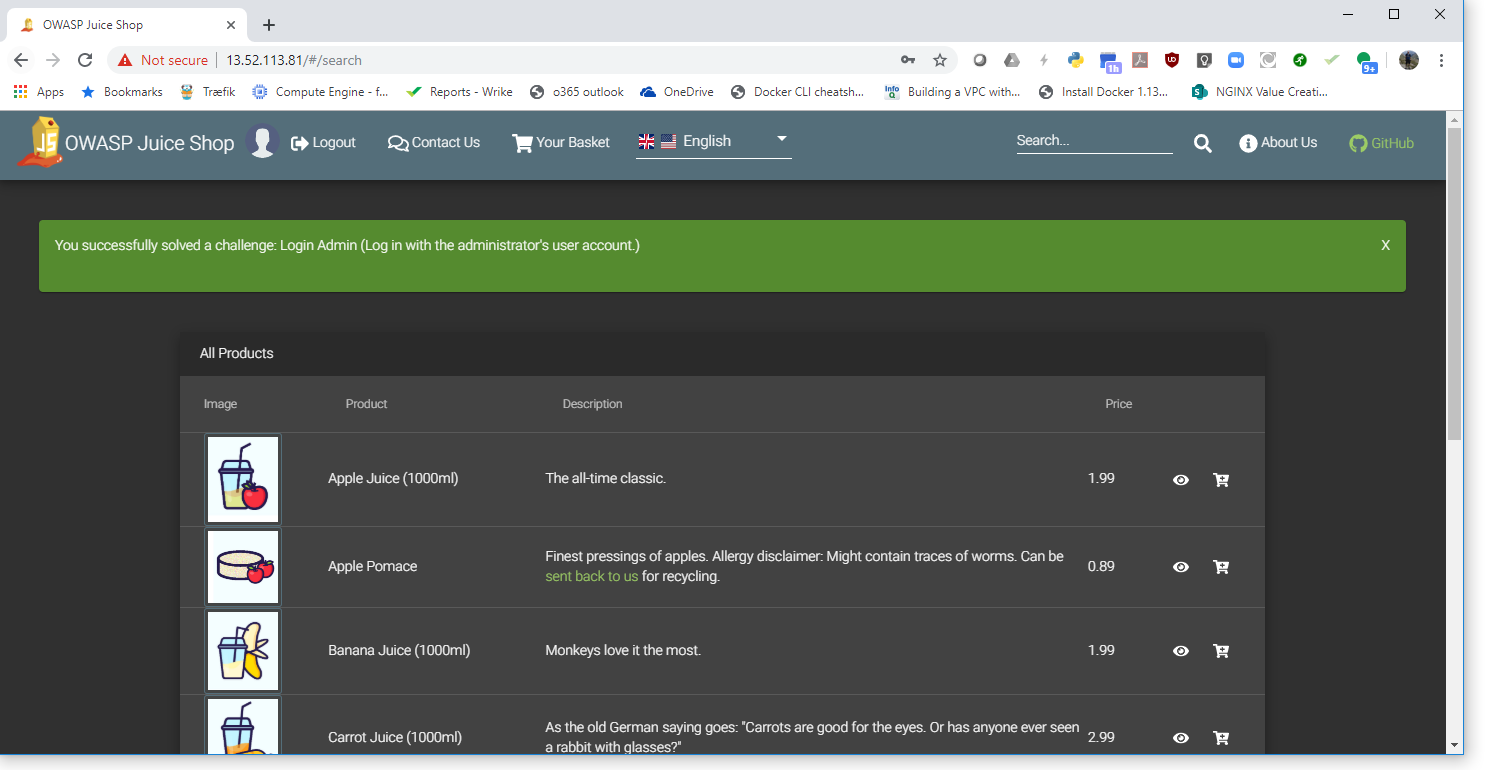 OWASP Juice Shop
Not secure 13.52.113.81/#/search
1h
9+
Apps Bookmarks Træfik Compute Engine - f... Reports - Wrike o365 outlook OneDrive Docker CLI cheatsh... Building a VPC with... Install Docker 1.13... NGINX Value Creati...
JS OWASP Juice Shop Logout Contact Us Your Basket English Search... About Us GitHub
You successfully solved a challenge: Login Admin (Log in with the administrator's user account.) X
All Products
Image Product Description Price
Apple Juice (1000ml) The all-time classic. 1.99
Apple Pomace Finest pressings of apples. Allergy disclaimer: Might contain traces of worms. Can be 0.89
sent back to us for recycling.
Banana Juice (1000ml) Monkeys love it the most. 1.99
Carrot Juice (1000ml) As the old German saying goes: "Carrots are good for the eyes. Or has anyone ever seen 2.99
a rabbit with glasses?"